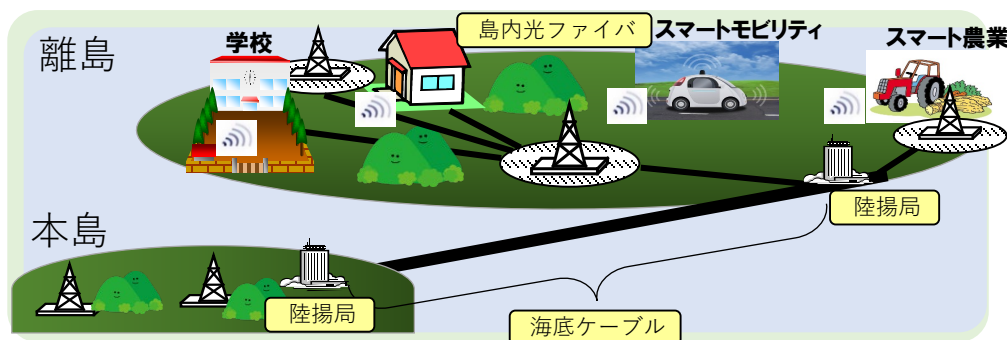 島内光ファイバ
離島
学校
スマートモビリティ
スマート農業
陸揚局
本島
陸揚局
海底ケーブル